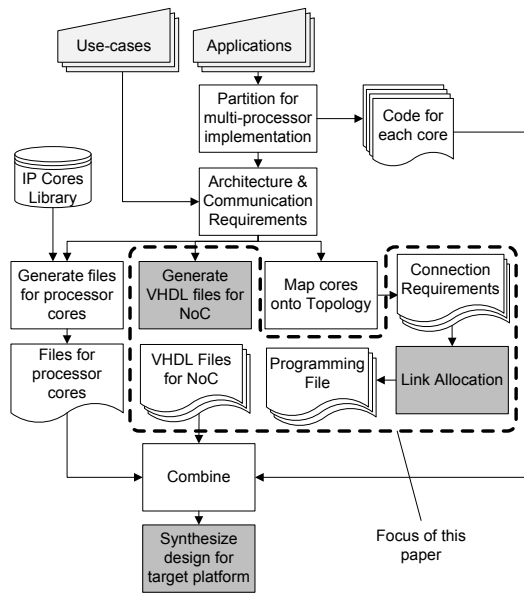 Use-cases
Applications
Partition for
multi-processor
implementation
Code for
each core
IP Cores
Library
Architecture &
Communication
Requirements
Generate files
for processor
cores
Generate
VHDL files for
NoC
Map cores
onto Topology
Connection
Requirements
Files for
processor
cores
VHDL Files
for NoC
Programming
File
Link Allocation
Combine
Synthesize
design for
target platform
Focus of this
paper